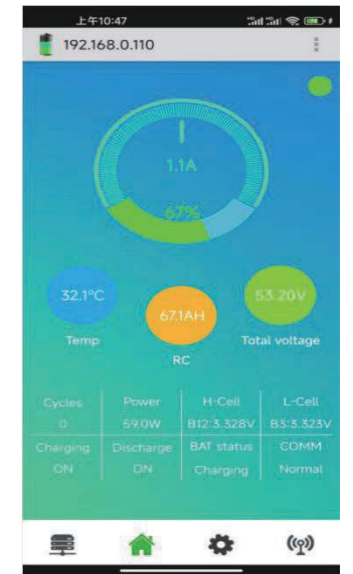 上午10:47
192.168.0.110
1.1A
67%
32.1°C
67.1AH
53.20V
Temp
RC
Total voltage
Cycles Power H-Cell L-Cell
0 59.0W B12:3.328V B3:3.323V
Charging Discharge BAT status COMM
ON ON Charging Normal